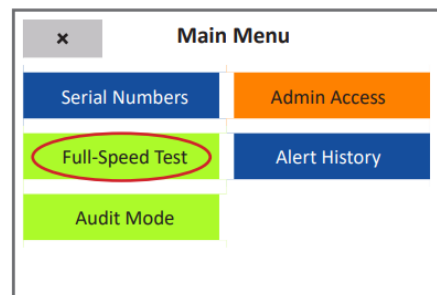 × Main Menu
Serial Numbers Admin Access
Full-Speed Test Alert History
Audit Mode